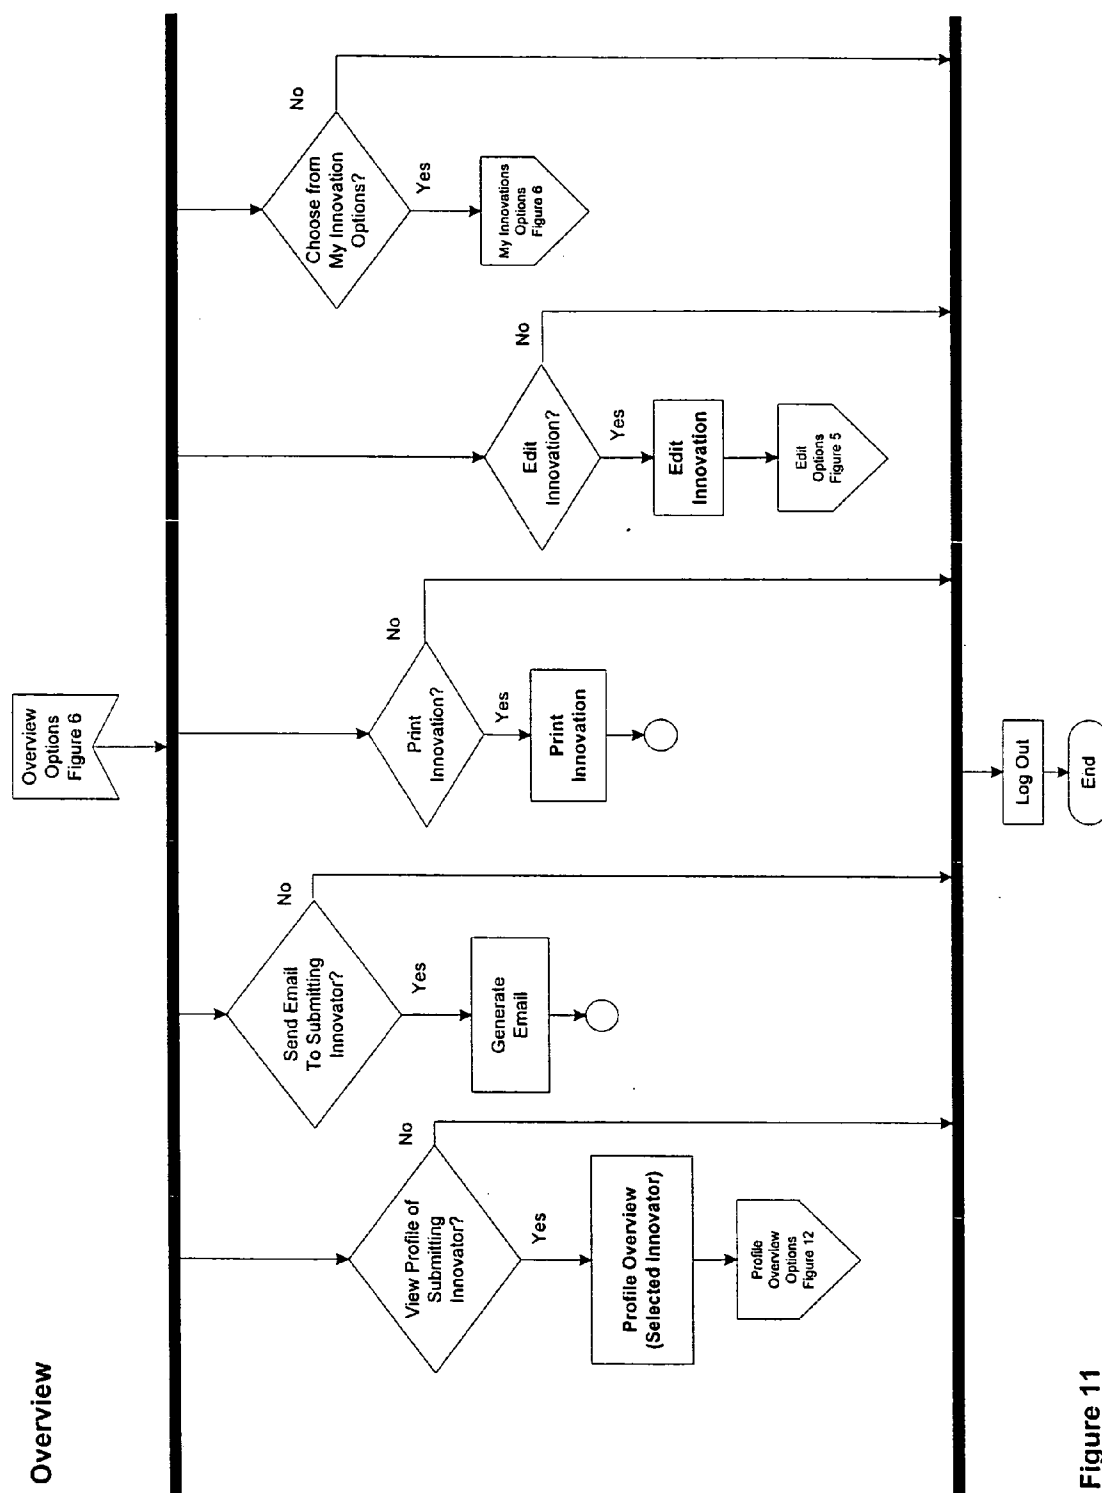 Overview
Overview
Options
Figure 6
View Profile of
Submitting
Innovator?
No
Yes
Profile Overview
(Selected Innovator)
Profile
Overview
Options
Figure 12
Send Email
To Submitting
Innovator?
No
Yes
Generate
Email
Print
Innovation?
No
Yes
Print
Innovation
Edit
Innovation?
No
Yes
Edit
Innovation
Edit
Options
Figure 5
Choose from
My Innovation
Options?
No
Yes
My Innovations
Options
Figure 6
Log Out
End
Figure 11